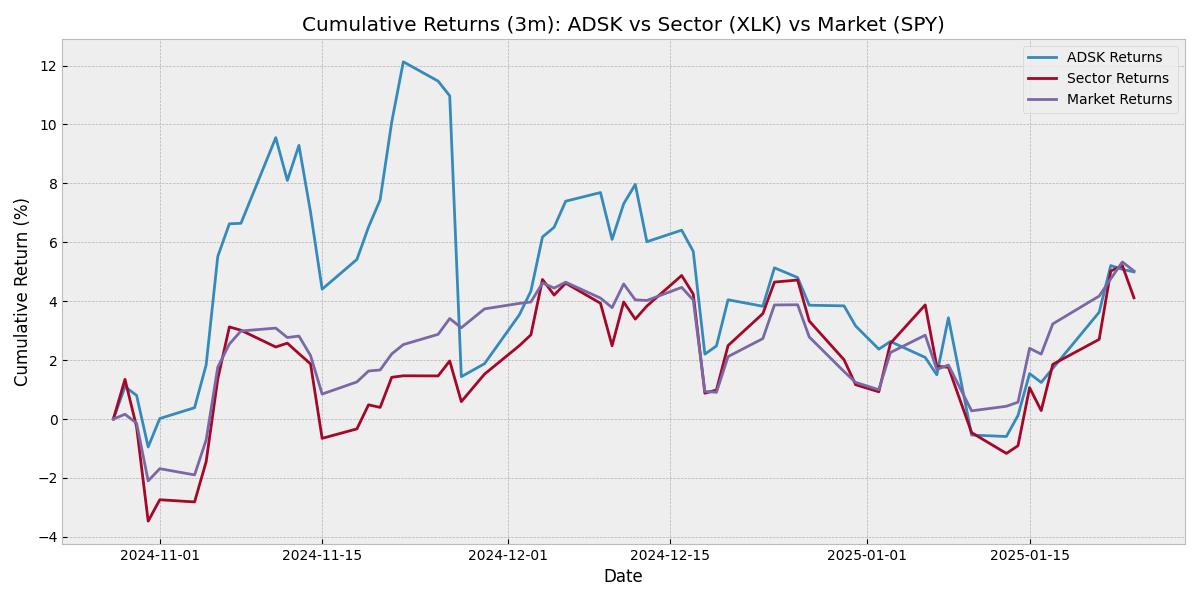 Cumulative Returns (3m): ADSK vs Sector (XLK) vs Market (SPY)
ADSK Returns
Sector Returns
Market Returns
Cumulative Return (%)
12
10
8
6
4
2
0
−2
−4
2024-11-01
2024-11-15
2024-12-01
2024-12-15
2025-01-01
2025-01-15
Date